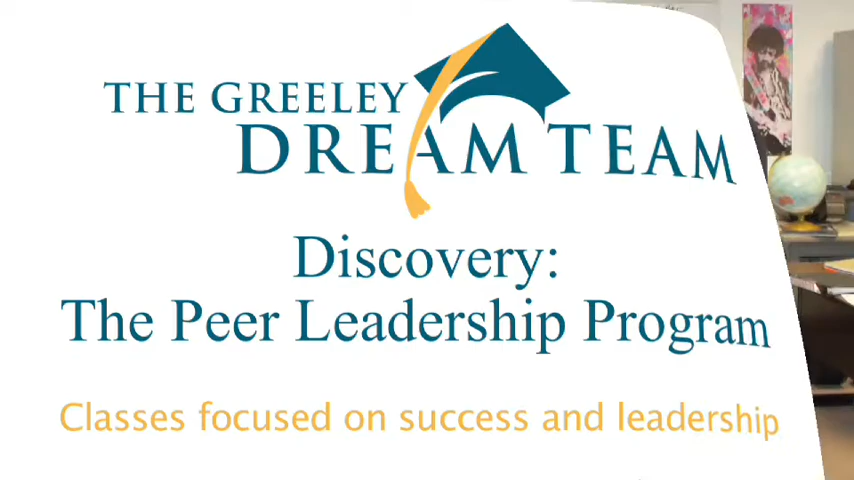 THE GREELEY
DREAM TEAM
Discovery:
The Peer Leadership Program
Classes focused on success and leadership